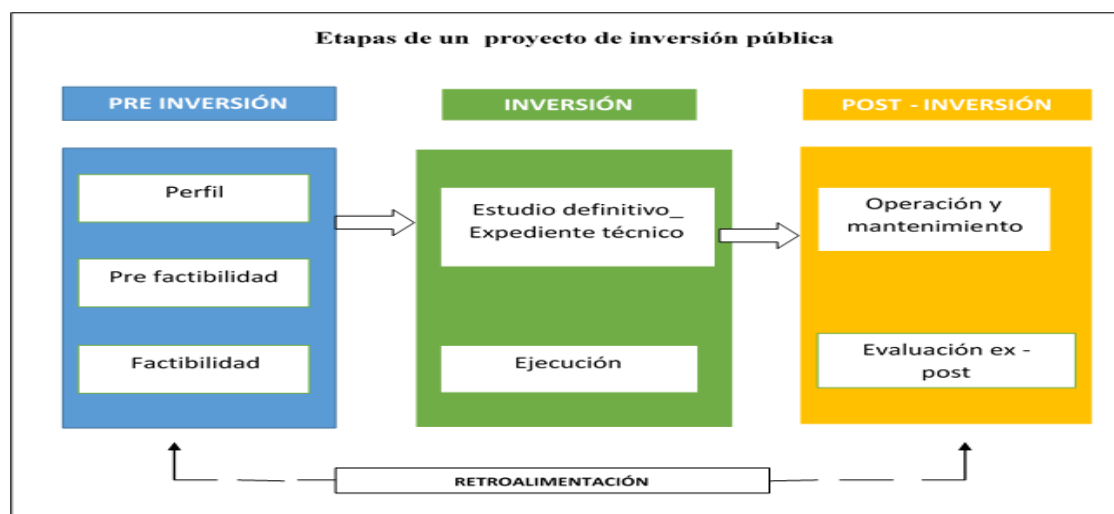 Etapas de un proyecto de inversión pública
PRE INVERSIÓN
INVERSIÓN
POST - INVERSIÓN
Perfil
Pre factibilidad
Factibilidad
Estudio definitivo_
Expediente técnico
Ejecución
Operación y
mantenimiento
Evaluación ex -
post
RETROALIMENTACIÓN